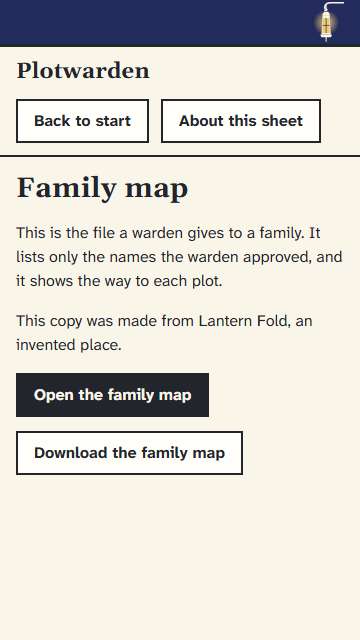 Plotwarden
Back to start
About this sheet
Family map
This is the file a warden gives to a family. It
lists only the names the warden approved, and
it shows the way to each plot.
This copy was made from Lantern Fold, an
invented place.
Open the family map
Download the family map